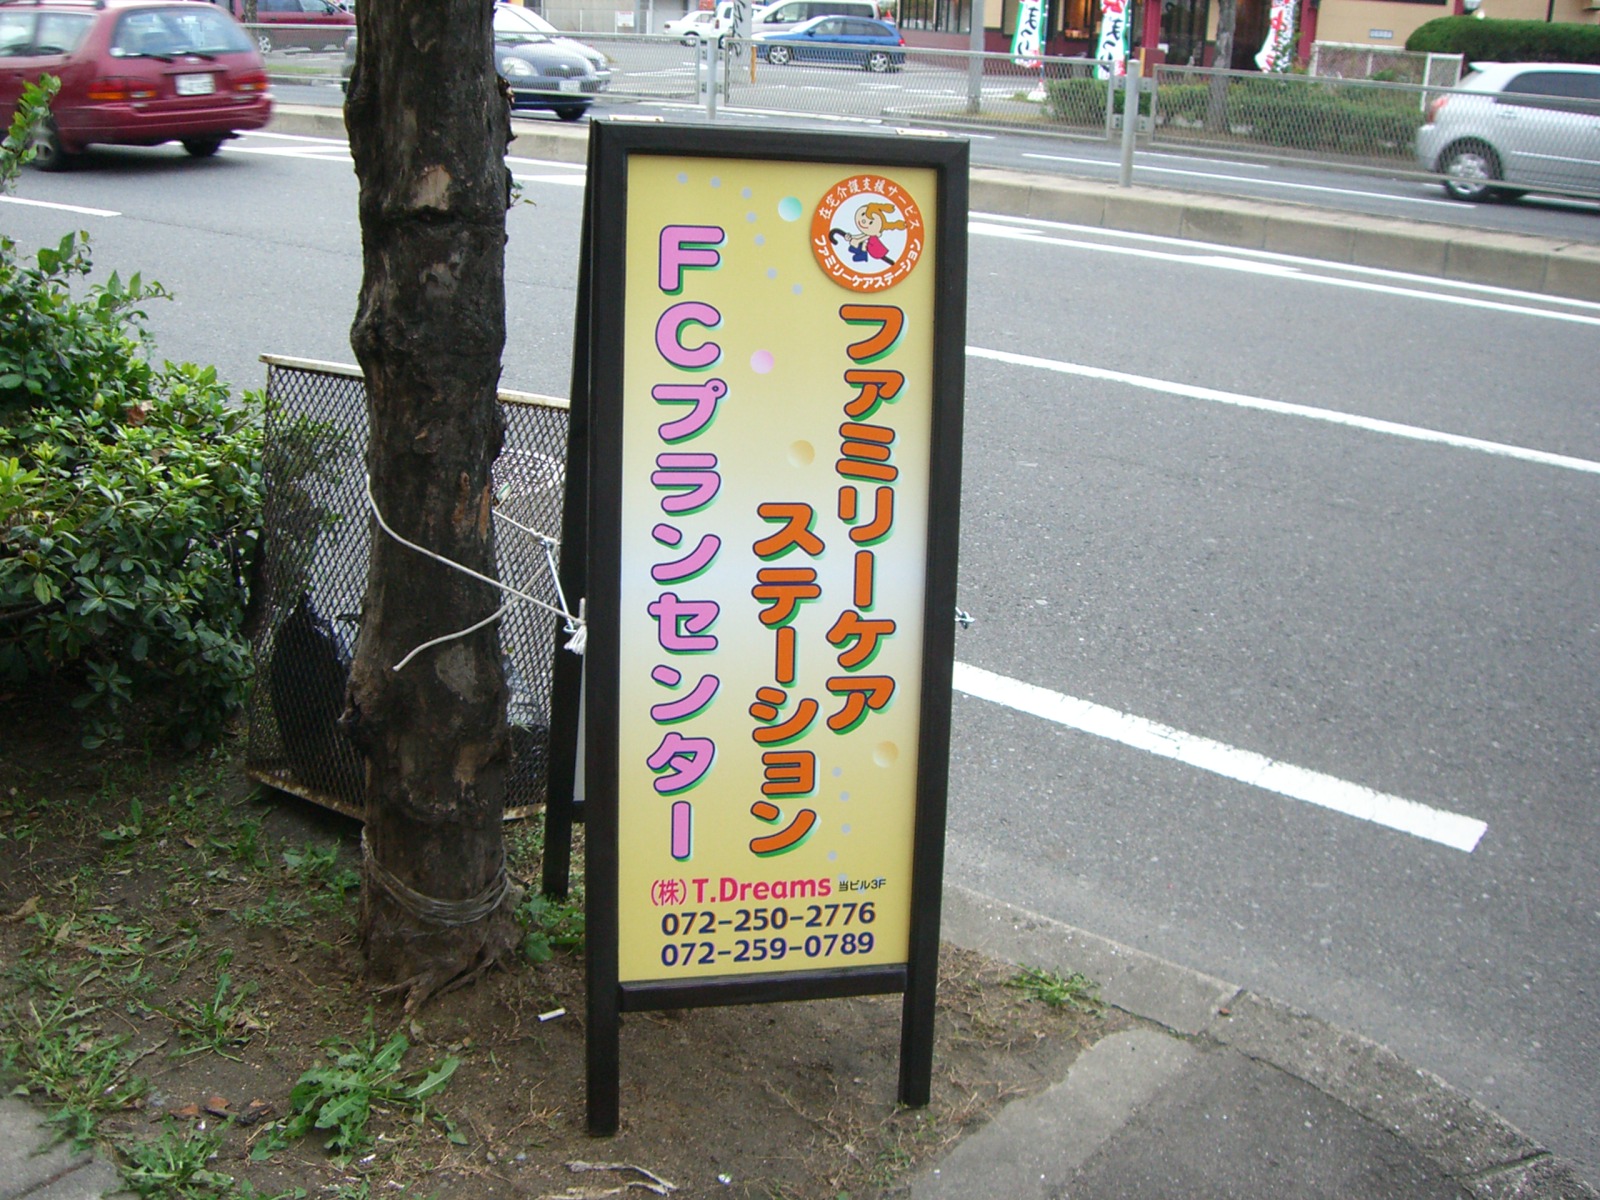 在宅介護支援サービス
ファミリーケアステーション
ファミリーケア
ステーション
FCプランセンター
(株)T.Dreams 当ビル3F
072-250-2776
072-259-0789